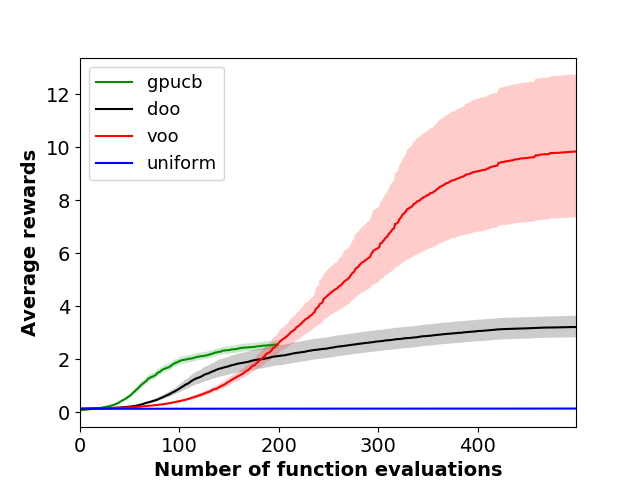 gpucb
doo
voo
uniform
Average rewards
12
10
8
6
4
2
0
0 100 200 300 400
Number of function evaluations